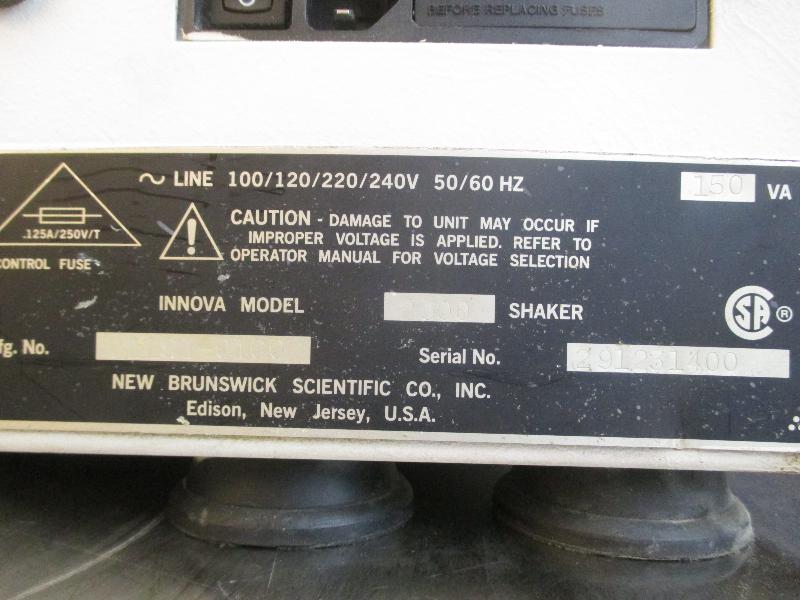 BEFORE REPLACING FUSES
~ LINE 100/120/220/240V 50/60 HZ 150 VA
.125A/250V/T
CONTROL FUSE
CAUTION - DAMAGE TO UNIT MAY OCCUR IF
IMPROPER VOLTAGE IS APPLIED. REFER TO
OPERATOR MANUAL FOR VOLTAGE SELECTION
INNOVA MODEL SHAKER
fg. No.
Serial No. 291231400
NEW BRUNSWICK SCIENTIFIC CO., INC.
Edison, New Jersey, U.S.A.
SA ®